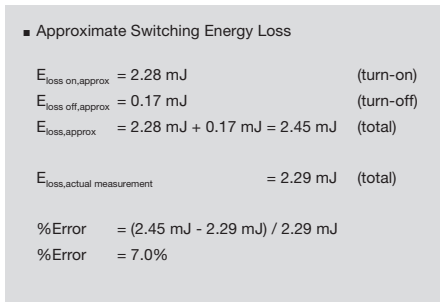 ▪ Approximate Switching Energy Loss
Eloss on,approx = 2.28 mJ (turn-on)
Eloss off,approx = 0.17 mJ (turn-off)
Eloss,approx = 2.28 mJ + 0.17 mJ = 2.45 mJ (total)
Eloss,actual measurement = 2.29 mJ (total)
%Error = (2.45 mJ - 2.29 mJ) / 2.29 mJ
%Error = 7.0%